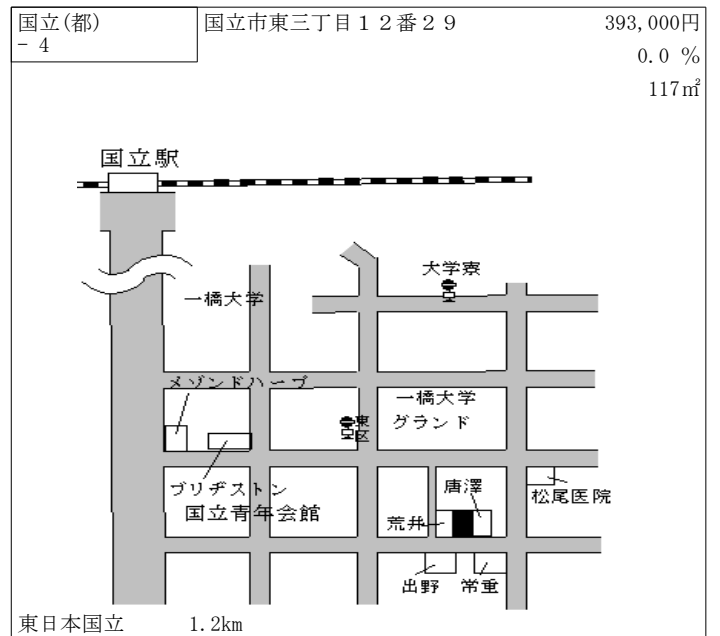 国立(都)
- 4
国立市東三丁目12番29
393,000円
0.0 %
117㎡
国立駅
大学寮
一橋大学
メゾンドハーブ
一橋大学
グランド
東区
ブリヂストン
国立青年会館
唐澤
荒井
松尾医院
出野
常重
東日本国立 1.2km